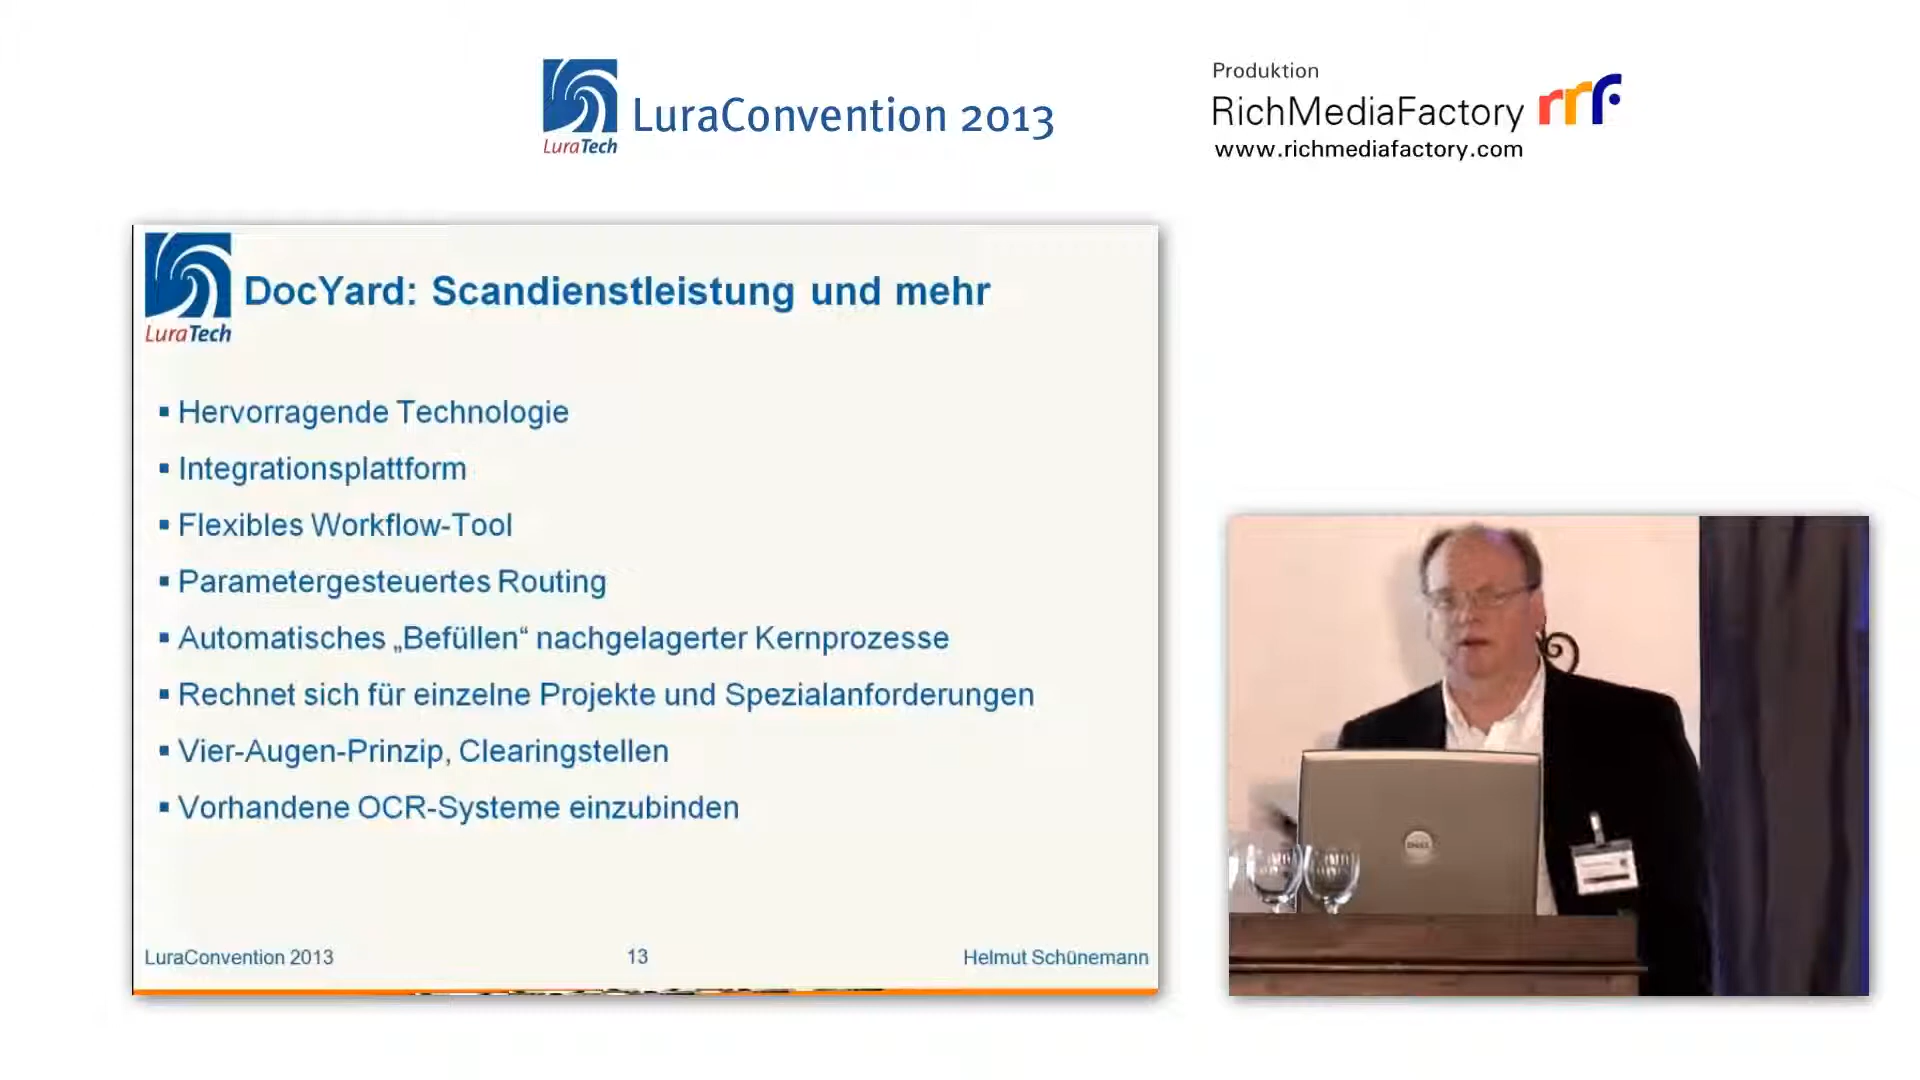 LuraTech
LuraConvention 2013
Produktion
RichMediaFactory rmf
www.richmediafactory.com
LuraTech
DocYard: Scandienstleistung und mehr
▪ Hervorragende Technologie
▪ Integrationsplattform
▪ Flexibles Workflow-Tool
▪ Parametergesteuertes Routing
▪ Automatisches „Befüllen“ nachgelagerter Kernprozesse
▪ Rechnet sich für einzelne Projekte und Spezialanforderungen
▪ Vier-Augen-Prinzip, Clearingstellen
▪ Vorhandene OCR-Systeme einzubinden
LuraConvention 2013
13
Helmut Schünemann
DELL